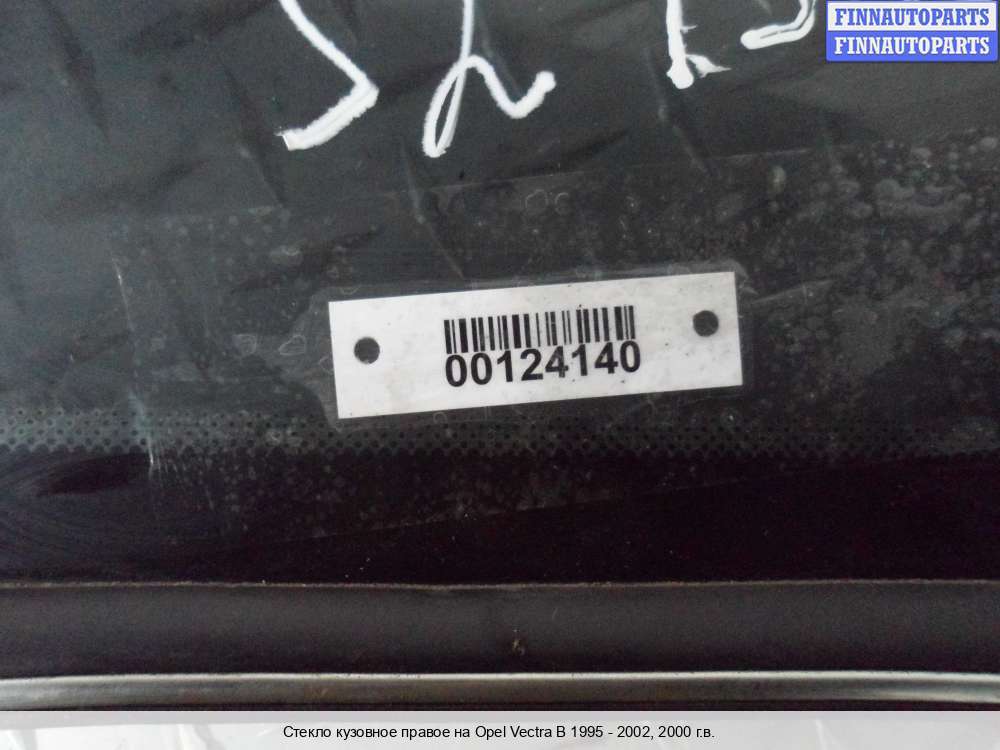 FINNAUTOPARTS
FINNAUTOPARTS
00124140
Стекло кузовное правое на Opel Vectra B 1995 - 2002, 2000 г.в.